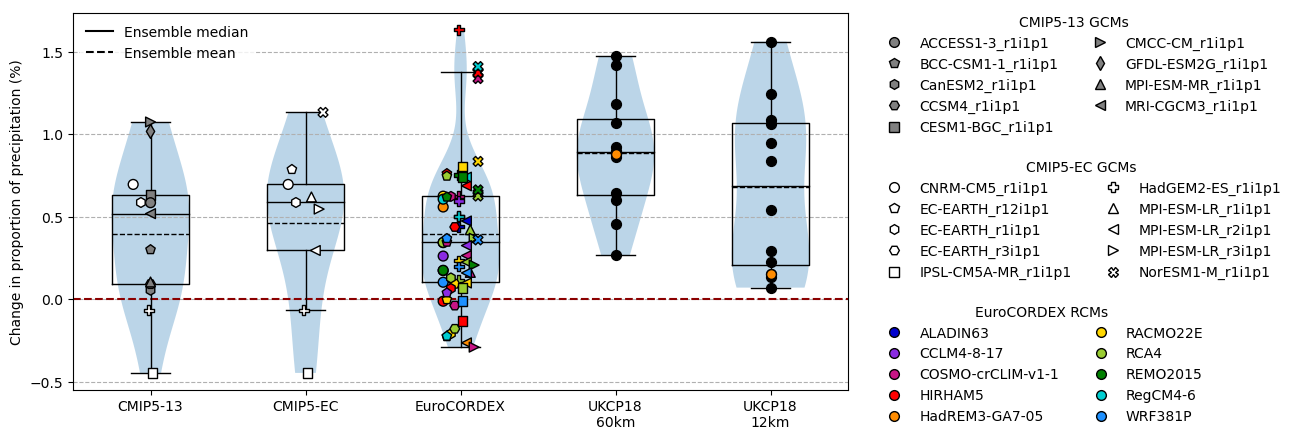 Ensemble median
Ensemble mean
Change in proportion of precipitation (%)
1.5
1.0
0.5
0.0
−0.5
CMIP5-13
CMIP5-EC
EuroCORDEX
UKCP18
60km
UKCP18
12km
CMIP5-13 GCMs
ACCESS1-3_r1i1p1
BCC-CSM1-1_r1i1p1
CanESM2_r1i1p1
CCSM4_r1i1p1
CESM1-BGC_r1i1p1
CMCC-CM_r1i1p1
GFDL-ESM2G_r1i1p1
MPI-ESM-MR_r1i1p1
MRI-CGCM3_r1i1p1
CMIP5-EC GCMs
CNRM-CM5_r1i1p1
EC-EARTH_r12i1p1
EC-EARTH_r1i1p1
EC-EARTH_r3i1p1
IPSL-CM5A-MR_r1i1p1
HadGEM2-ES_r1i1p1
MPI-ESM-LR_r1i1p1
MPI-ESM-LR_r2i1p1
MPI-ESM-LR_r3i1p1
NorESM1-M_r1i1p1
EuroCORDEX RCMs
ALADIN63
CCLM4-8-17
COSMO-crCLIM-v1-1
HIRHAM5
HadREM3-GA7-05
RACMO22E
RCA4
REMO2015
RegCM4-6
WRF381P